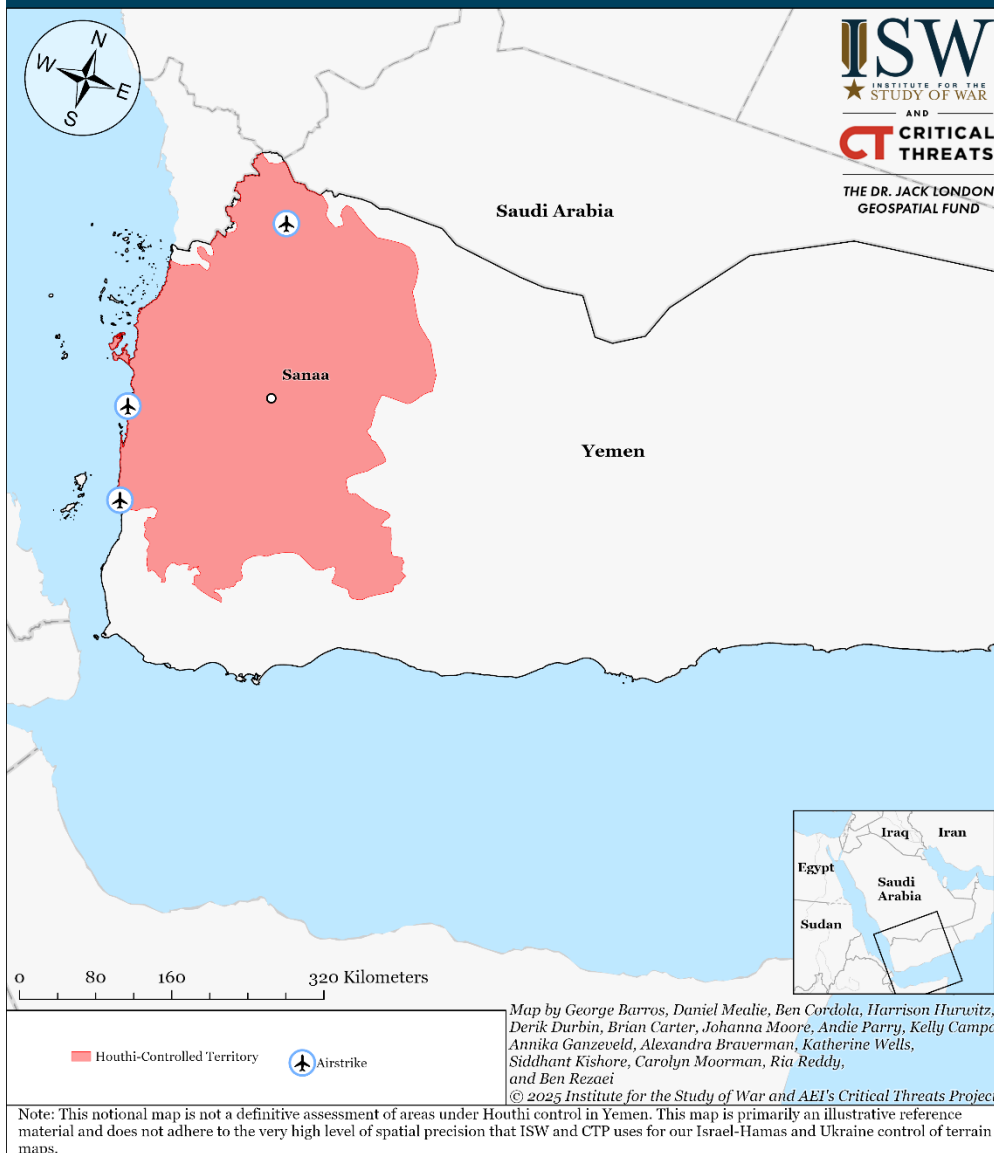 N
W
E
S
ISW
INSTITUTE FOR THE
STUDY OF WAR
AND
CT CRITICAL
THREATS
THE DR. JACK LONDON
GEOSPATIAL FUND
Saudi Arabia
Sanaa
Yemen
Iraq
Iran
Egypt
Saudi
Arabia
Sudan
0 80 160 320 Kilometers
Map by George Barros, Daniel Mealie, Ben Cordola, Harrison Hurwitz,
Derik Durbin, Brian Carter, Johanna Moore, Andie Parry, Kelly Campa
Annika Ganzeveld, Alexandra Braverman, Katherine Wells,
Siddhant Kishore, Carolyn Moorman, Ria Reddy,
and Ben Rezaei
© 2025 Institute for the Study of War and AEI's Critical Threats Project
Houthi-Controlled Territory
Airstrike
Note: This notional map is not a definitive assessment of areas under Houthi control in Yemen. This map is primarily an illustrative reference
material and does not adhere to the very high level of spatial precision that ISW and CTP uses for our Israel-Hamas and Ukraine control of terrain
maps.